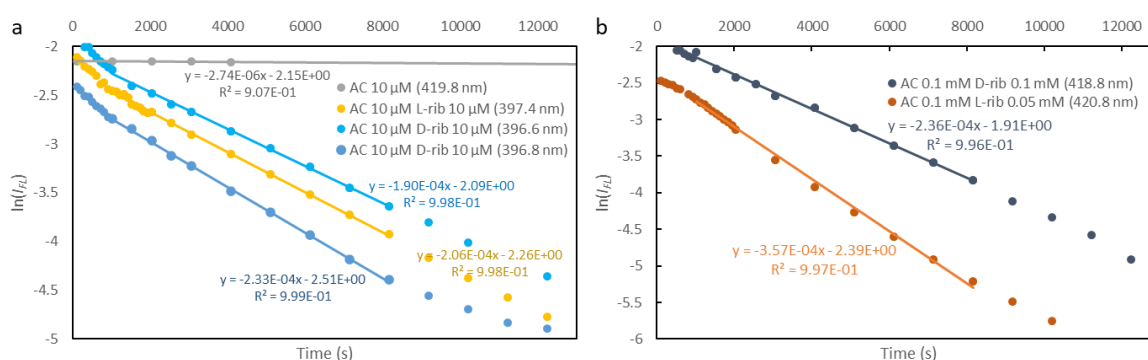 a
0 2000 4000 6000 8000 10000 12000
-2
-2.5
-3
-3.5
-4
-4.5
-5
ln(I_FL)
Time (s)
y = -2.74E-06x - 2.15E+00
R² = 9.07E-01
AC 10 µM (419.8 nm)
AC 10 µM L-rib 10 µM (397.4 nm)
AC 10 µM D-rib 10 µM (396.6 nm)
AC 10 µM D-rib 10 µM (396.8 nm)
y = -1.90E-04x - 2.09E+00
R² = 9.98E-01
y = -2.06E-04x - 2.26E+00
R² = 9.98E-01
y = -2.33E-04x - 2.51E+00
R² = 9.99E-01
b
0 2000 4000 6000 8000 10000 12000
-2
-2.5
-3
-3.5
-4
-4.5
-5
-5.5
-6
ln(I_FL)
Time (s)
AC 0.1 mM D-rib 0.1 mM (418.8 nm)
AC 0.1 mM L-rib 0.05 mM (420.8 nm)
y = -2.36E-04x - 1.91E+00
R² = 9.96E-01
y = -3.57E-04x - 2.39E+00
R² = 9.97E-01